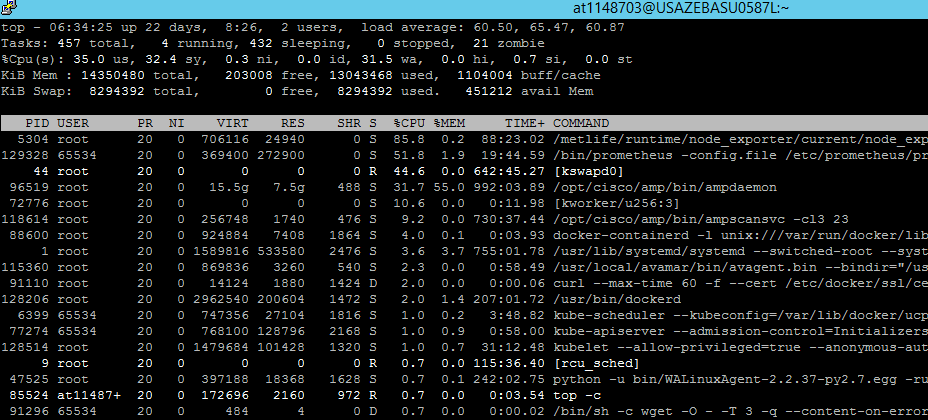 at1148703@USAZEBASU0587L:~
top - 06:34:25 up 22 days,  8:26,  2 users,  load average: 60.50, 65.47, 60.87
Tasks: 457 total,   4 running, 432 sleeping,   0 stopped,  21 zombie
%Cpu(s): 35.0 us, 32.4 sy,  0.3 ni,  0.0 id, 31.5 wa,  0.0 hi,  0.7 si,  0.0 st
KiB Mem : 14350480 total,   203008 free, 13043468 used,  1104004 buff/cache
KiB Swap:  8294392 total,        0 free,  8294392 used.   451212 avail Mem
PID USER      PR  NI    VIRT    RES    SHR S  %CPU %MEM     TIME+ COMMAND
5304 root      20   0  706116  24940      0 S  85.8  0.2  88:23.02 /metlife/runtime/node_exporter/current/node_exp
129328 65534     20   0  369400 272900      0 S  51.8  1.9  19:44.59 /bin/prometheus -config.file /etc/prometheus/pr
44 root      20   0       0      0      0 R  44.6  0.0 642:45.27 [kswapd0]
96519 root      20   0   15.5g   7.5g    488 S  31.7 55.0 992:03.89 /opt/cisco/amp/bin/ampdaemon
72776 root      20   0       0      0      0 S  10.6  0.0   0:11.98 [kworker/u256:3]
118614 root      20   0  256748   1740    476 S   9.2  0.0 730:37.44 /opt/cisco/amp/bin/ampscansvc -cl3 23
88600 root      20   0  924884   7408   1864 S   4.0  0.1   0:03.93 docker-containerd -l unix:///var/run/docker/lib
1 root      20   0 1589816 533580   2476 S   3.6  3.7 755:01.78 /usr/lib/systemd/systemd --switched-root --syst
115360 root      20   0  869836   3260    540 S   2.3  0.0   0:58.49 /usr/local/avamar/bin/avagent.bin --bindir="/us
91110 root      20   0   14124   1880   1424 D   2.0  0.0   0:00.06 curl --max-time 60 -f --cert /etc/docker/ssl/ce
128206 root      20   0 2962540 200604   1472 S   2.0  1.4 207:01.72 /usr/bin/dockerd
6399 65534     20   0  747356  27104   1816 S   1.0  0.2   3:48.82 kube-scheduler --kubeconfig=/var/lib/docker/ucp
77274 65534     20   0  768100 128796   2168 S   1.0  0.9   0:58.00 kube-apiserver --admission-control=Initializers
128514 root      20   0 1479684 101428   1320 S   1.0  0.7  31:12.48 kubelet --allow-privileged=true --anonymous-aut
9 root      20   0       0      0      0 R   0.7  0.0 115:36.40 [rcu_sched]
47525 root      20   0  397188  18368   1628 S   0.7  0.1 242:02.75 python -u bin/WALinuxAgent-2.2.37-py2.7.egg -ru
85524 at11487+  20   0  172696   2160    972 R   0.7  0.0   0:03.54 top -c
91296 65534     20   0     484      4      0 D   0.7  0.0   0:00.02 /bin/sh -c wget -O - -T 3 -q --content-on-error